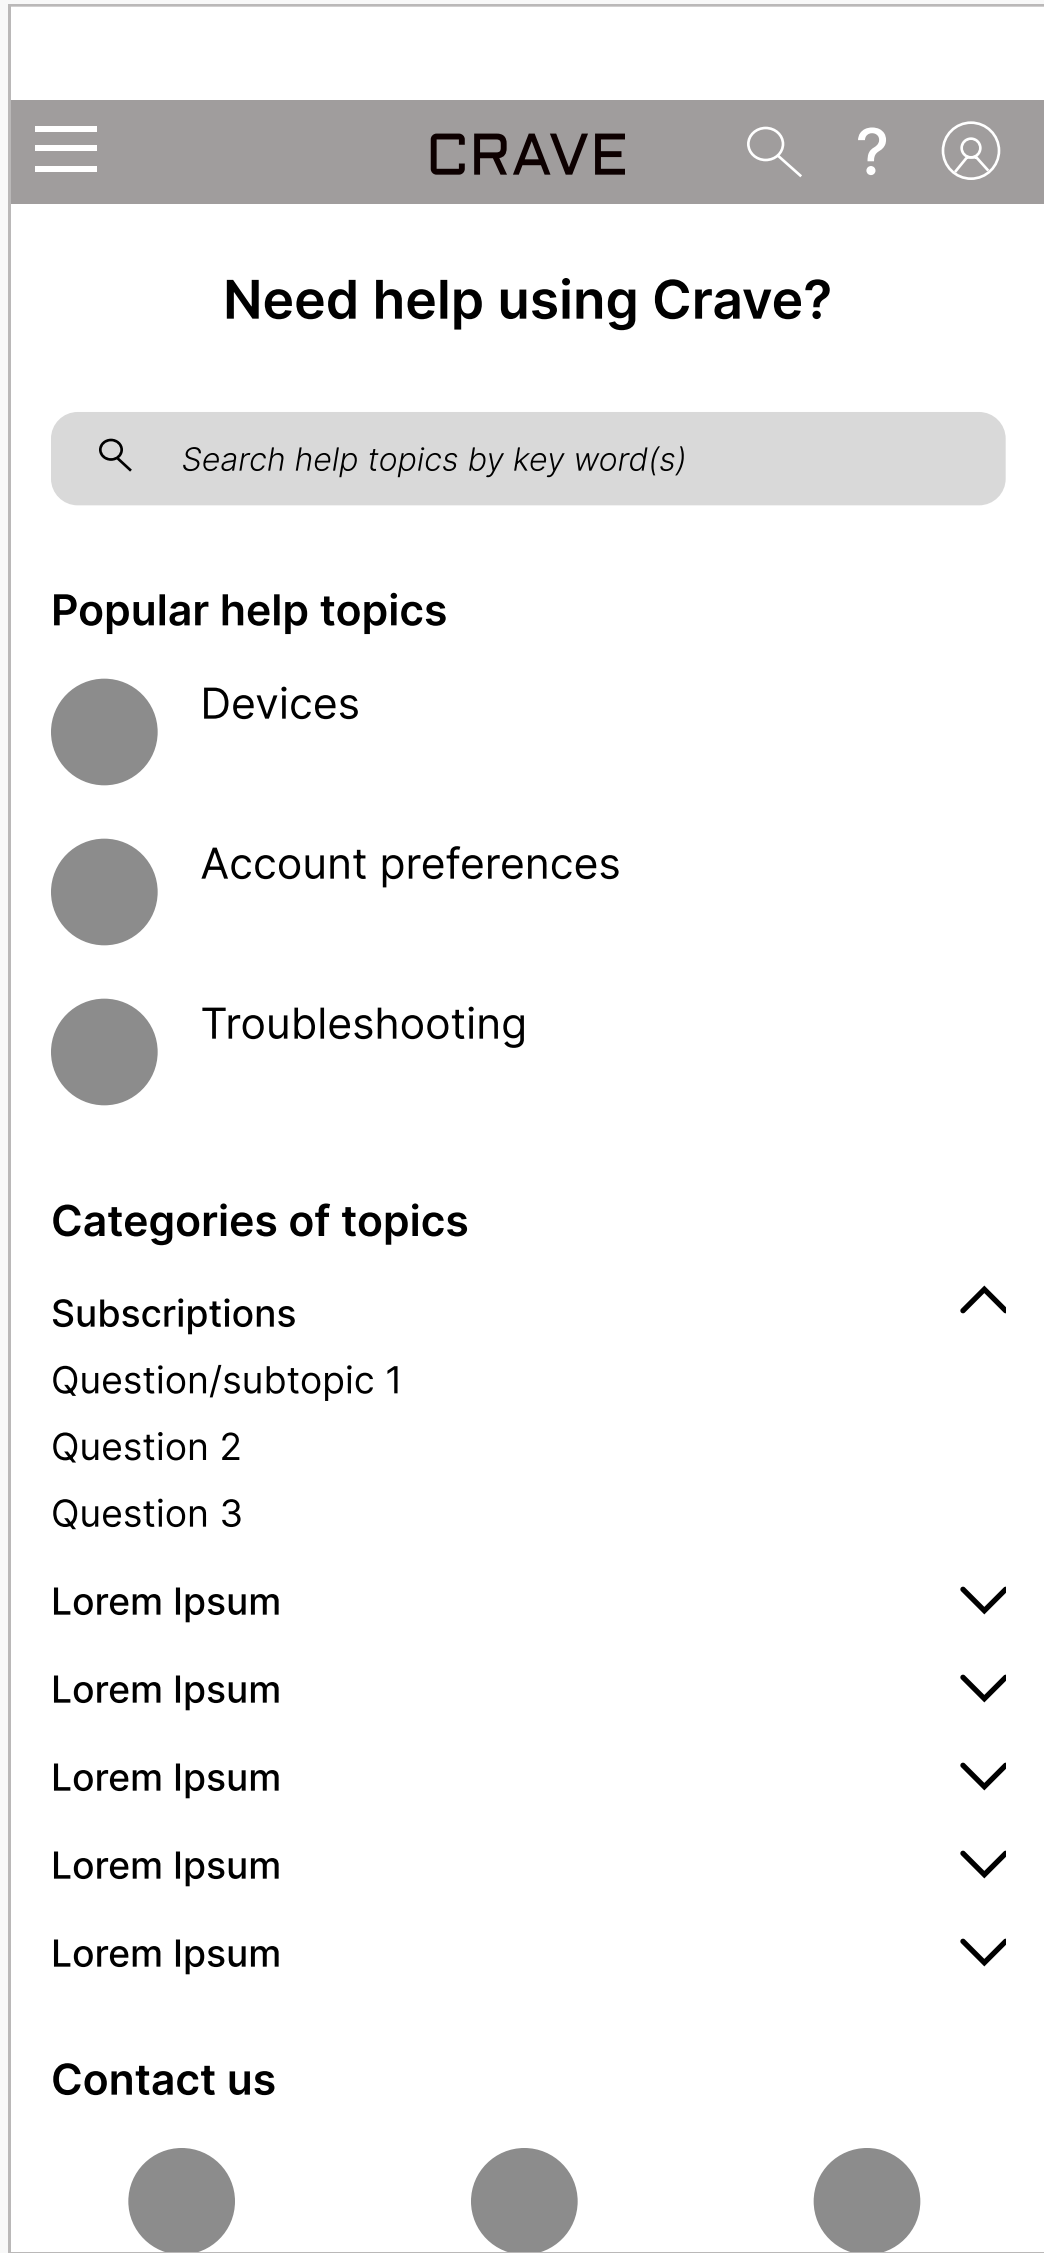 CRAVE ?
Need help using Crave?
Search help topics by key word(s)
Popular help topics
Devices
Account preferences
Troubleshooting
Categories of topics
Subscriptions
Question/subtopic 1
Question 2
Question 3
Lorem Ipsum
Lorem Ipsum
Lorem Ipsum
Lorem Ipsum
Lorem Ipsum
Contact us